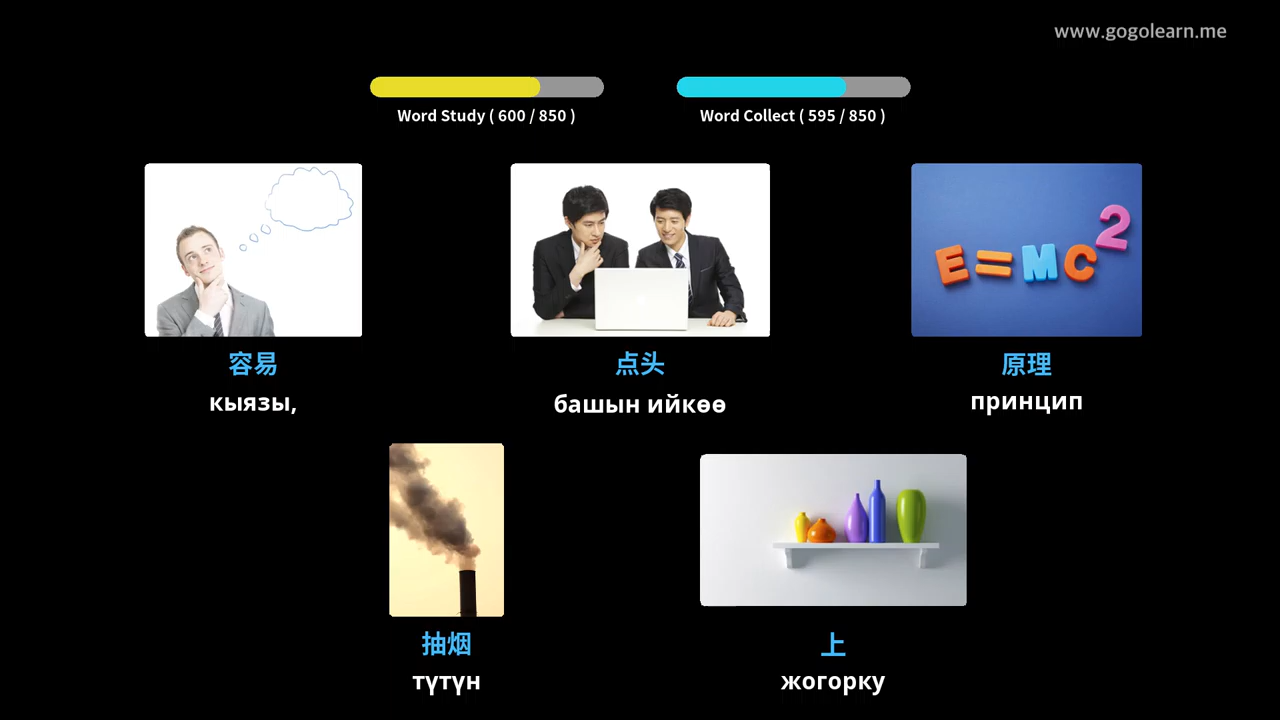 www.gogolearn.me
Word Study ( 600 / 850 )
Word Collect ( 595 / 850 )
E=MC2
容易
кыязы,
点头
башын ийкөө
原理
принцип
抽烟
түтүн
上
жогорку